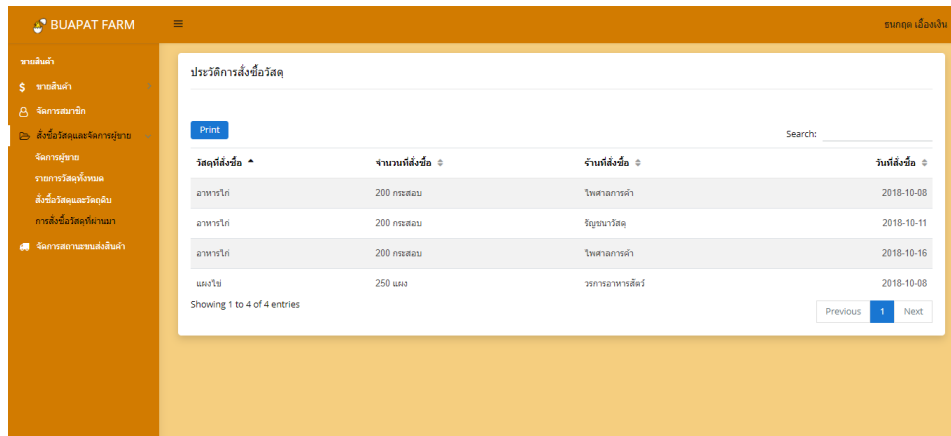 BUAPAT FARM
ธนกฤต เอื้องเงิน
ขายสินค้า
ขายสินค้า
จัดการสมาชิก
สั่งซื้อวัสดุและจัดการผู้ขาย
จัดการผู้ขาย
รายการวัสดุทั้งหมด
สั่งซื้อวัสดุและวัตถุดิบ
การสั่งซื้อวัสดุที่ผ่านมา
จัดการสถานะขนส่งสินค้า
ประวัติการสั่งซื้อวัสดุ
Print
Search:
วัสดุที่สั่งซื้อ จำนวนที่สั่งซื้อ ร้านที่สั่งซื้อ วันที่สั่งซื้อ
อาหารไก่ 200 กระสอบ ไพศาลการค้า 2018-10-08
อาหารไก่ 200 กระสอบ รัญชนาวัสดุ 2018-10-11
อาหารไก่ 200 กระสอบ ไพศาลการค้า 2018-10-16
แผงไข่ 250 แผง วรการอาหารสัตว์ 2018-10-08
Showing 1 to 4 of 4 entries
Previous 1 Next